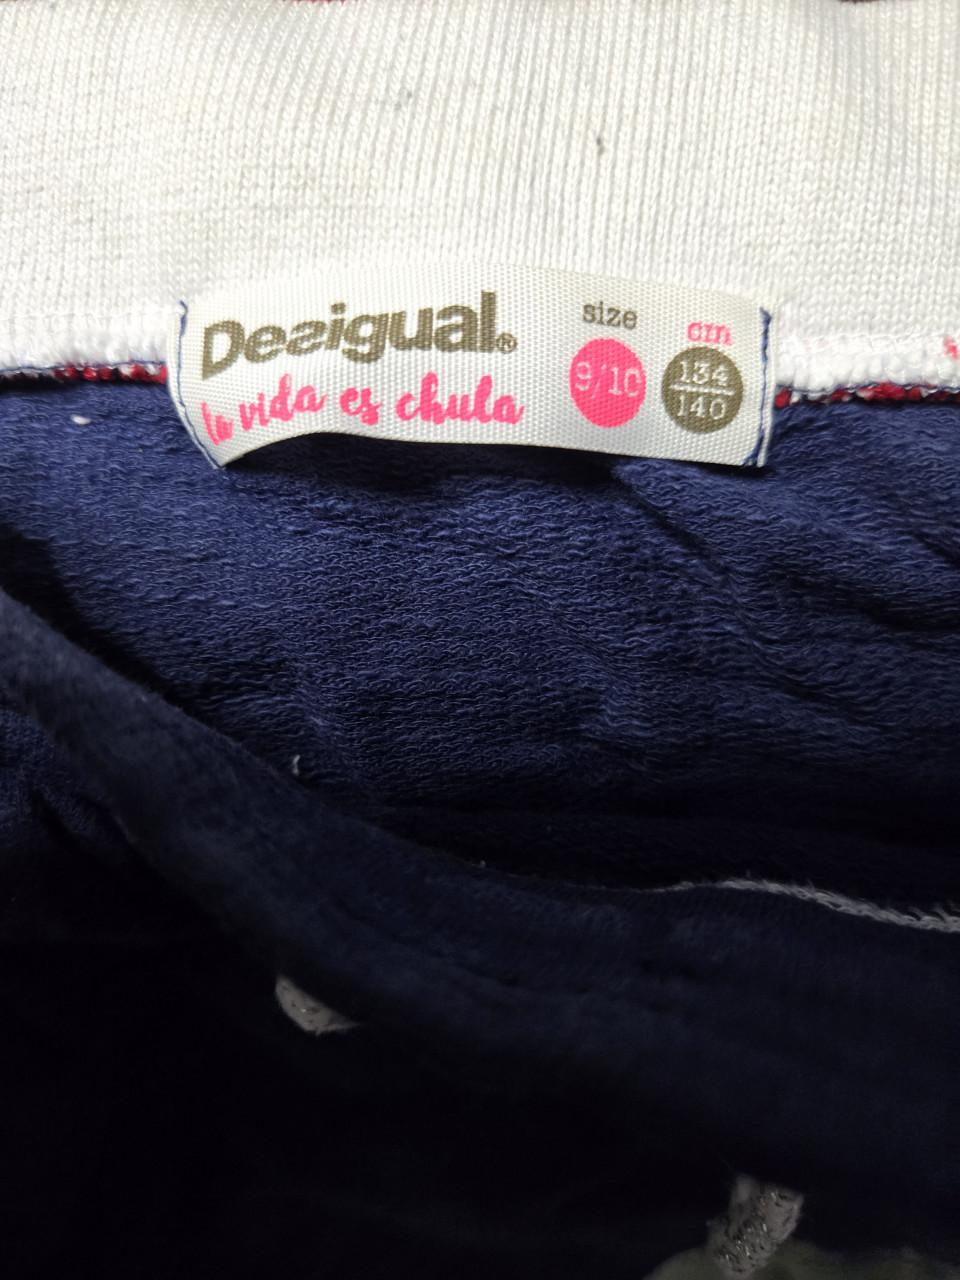 Desigual®
la vida es chula
size
9/10
cm
134
140